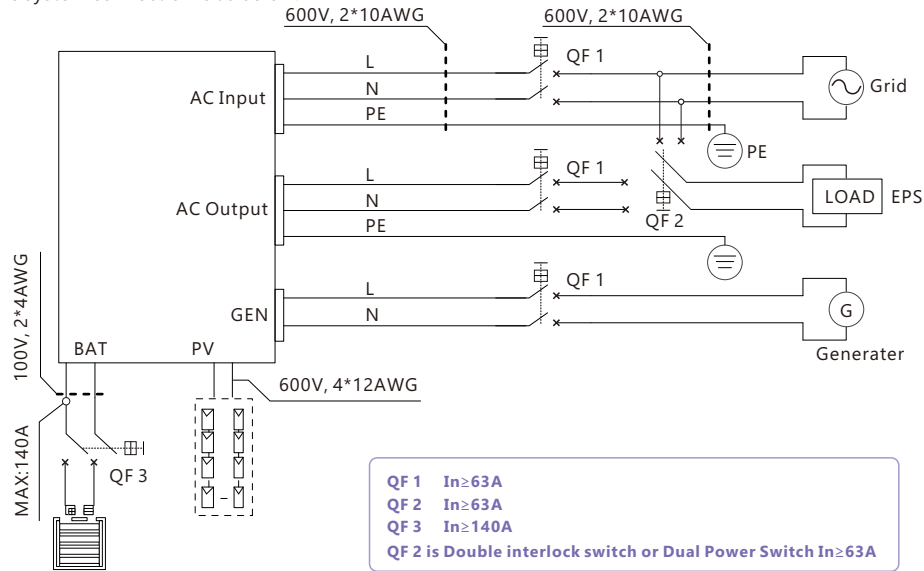 600V, 2*10AWG
600V, 2*10AWG
QF 1
L
N
PE
AC Input
Grid
PE
QF 1
L
N
PE
AC Output
QF 2
LOAD
EPS
QF 1
L
N
GEN
G
Generater
BAT
PV
100V, 2*4AWG
600V, 4*12AWG
MAX:140A
QF 3
QF 1 In≥63A
QF 2 In≥63A
QF 3 In≥140A
QF 2 is Double interlock switch or Dual Power Switch In≥63A